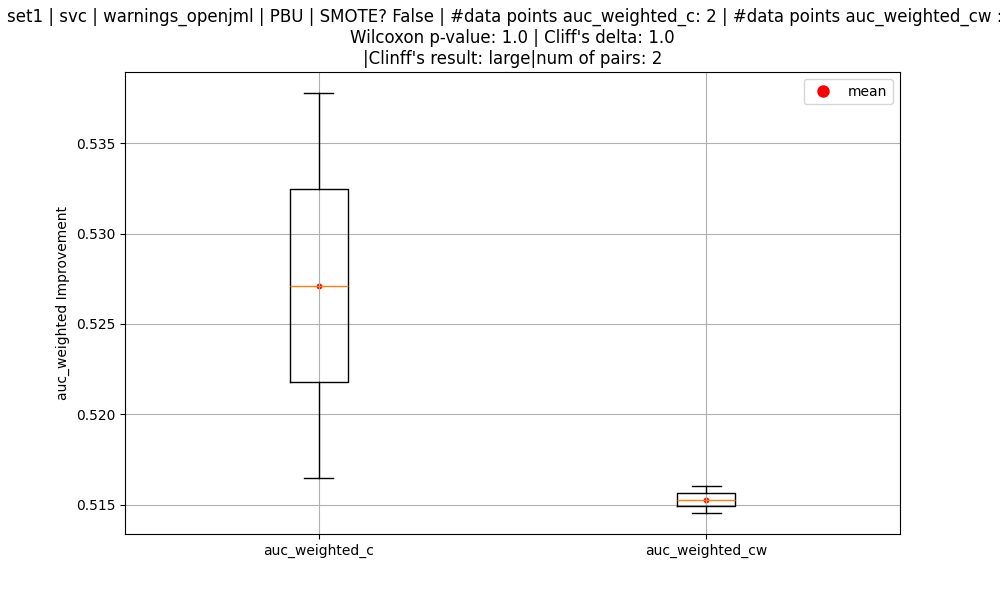 set1 | svc | warnings_openjml | PBU | SMOTE? False | #data points auc_weighted_c: 2 | #data points auc_weighted_cw :
Wilcoxon p-value: 1.0 | Cliff's delta: 1.0
|Clinff's result: large|num of pairs: 2
mean
0.535
0.530
0.525
0.520
0.515
auc_weighted Improvement
auc_weighted_c
auc_weighted_cw